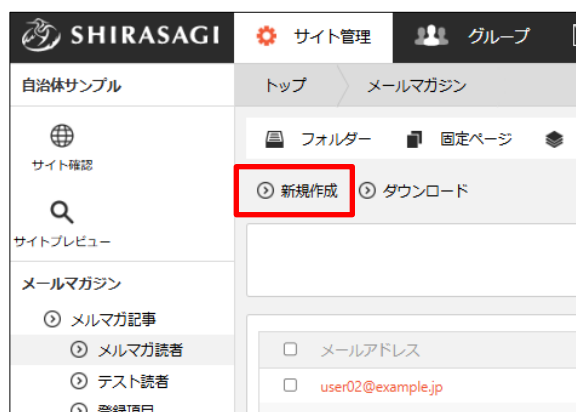 SHIRASAGI
サイト管理
グループ
自治体サンプル
トップ
メールマガジン
フォルダー
固定ページ
サイト確認
新規作成
ダウンロード
サイトプレビュー
メールマガジン
メルマガ記事
メルマガ読者
メールアドレス
テスト読者
user02@example.jp
登録項目